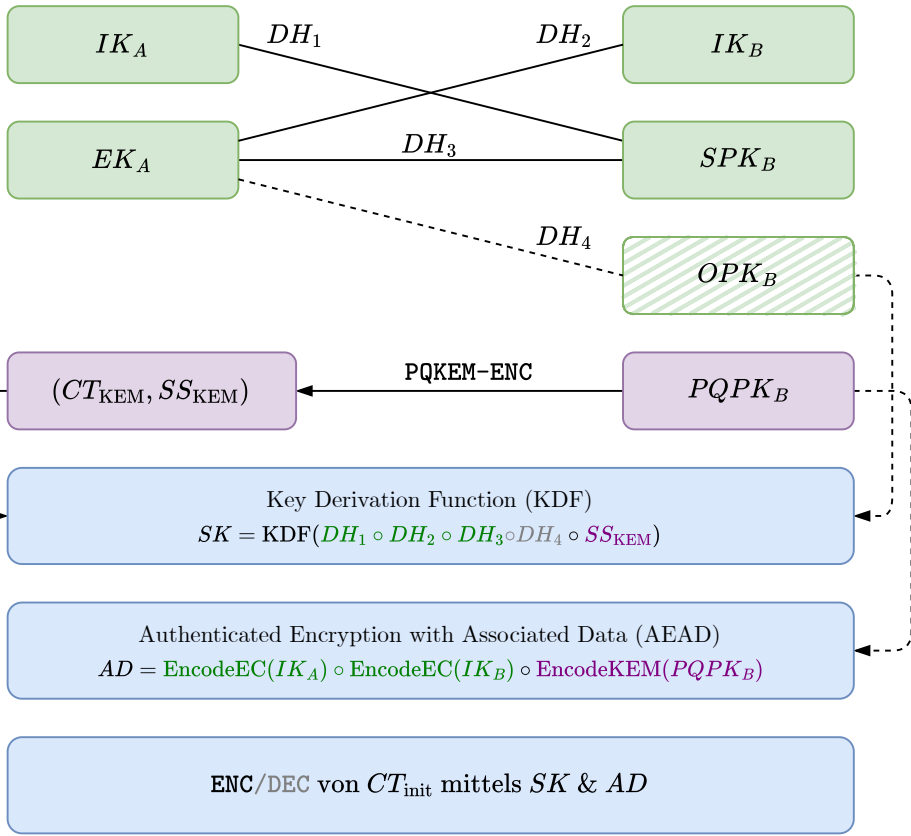 IK_A DH_1 DH_2 IK_B
EK_A DH_3 SPK_B
DH_4
OPK_B
(CT_KEM, SS_KEM) PQKEM-ENC PQPK_B
Key Derivation Function (KDF)
SK = KDF(DH_1 ∘ DH_2 ∘ DH_3 ∘ DH_4 ∘ SS_KEM)
Authenticated Encryption with Associated Data (AEAD)
AD = EncodeEC(IK_A) ∘ EncodeEC(IK_B) ∘ EncodeKEM(PQPK_B)
ENC/DEC von CT_init mittels SK & AD